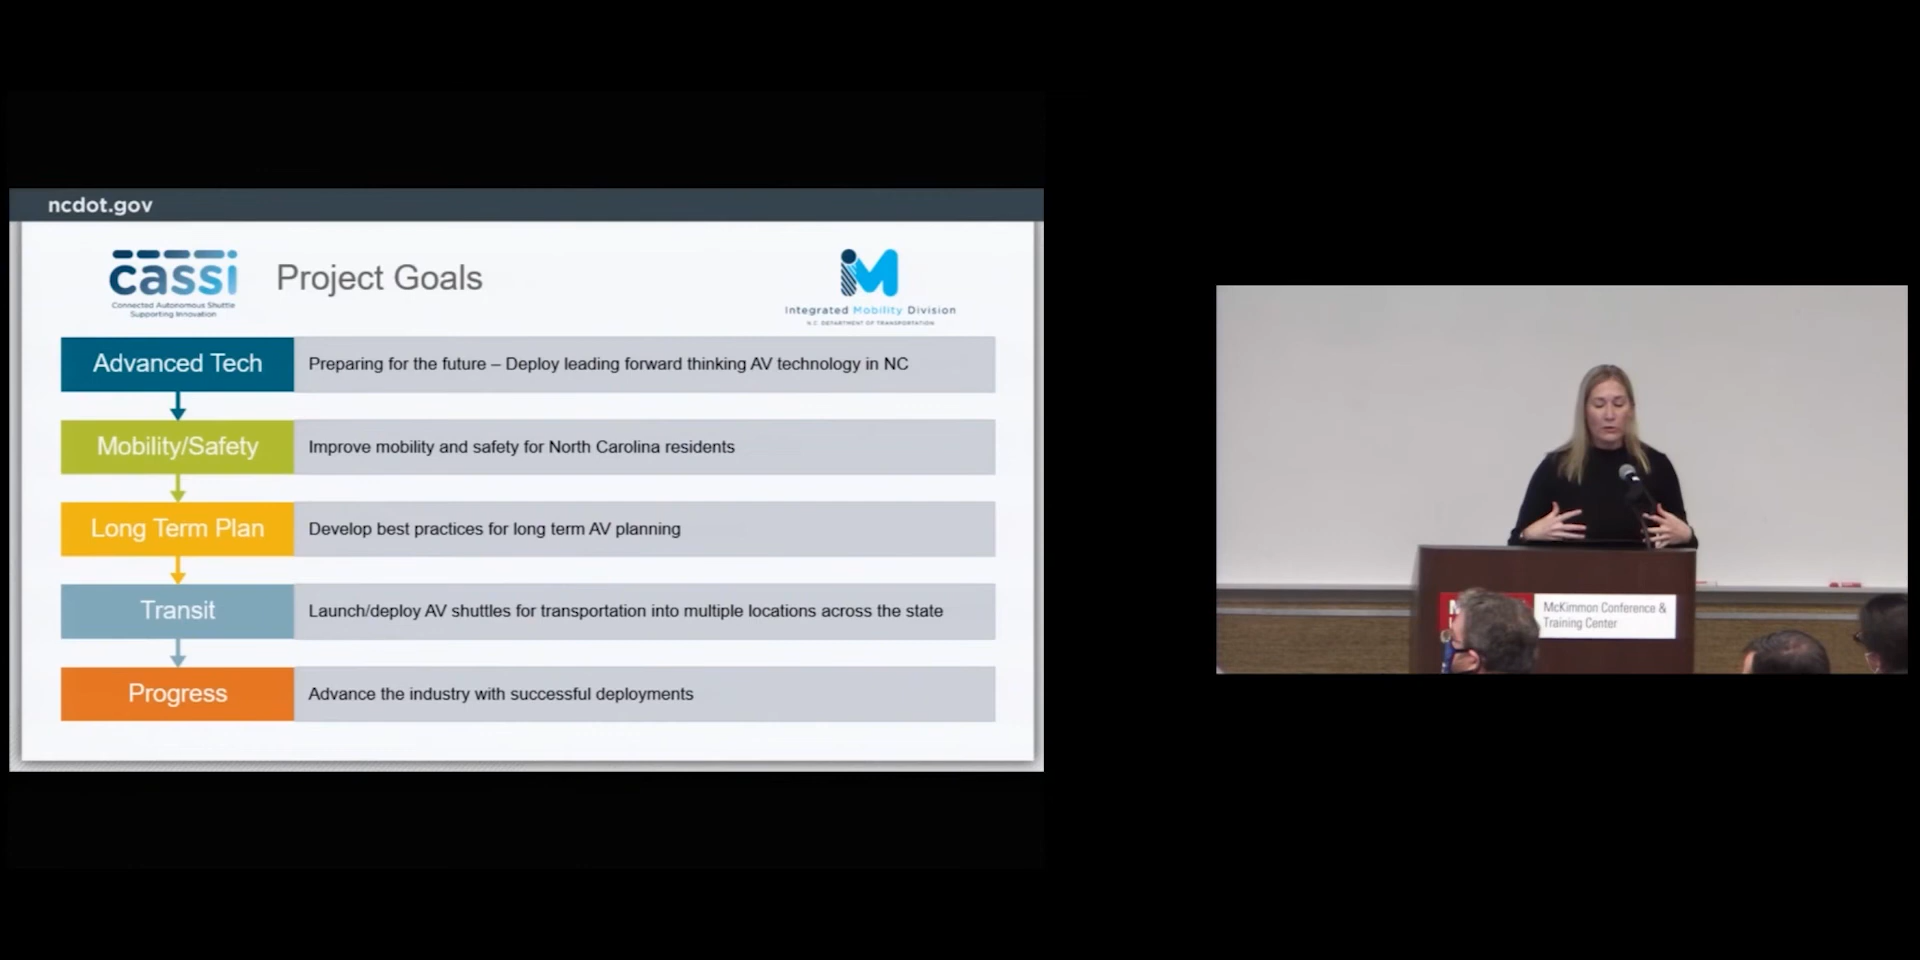 ncdot.gov
cassi
Connected Autonomous Shuttle
Supporting Innovation
Project Goals
iM
Integrated Mobility Division
N.C. DEPARTMENT OF TRANSPORTATION
Advanced Tech
Preparing for the future – Deploy leading forward thinking AV technology in NC
Mobility/Safety
Improve mobility and safety for North Carolina residents
Long Term Plan
Develop best practices for long term AV planning
Transit
Launch/deploy AV shuttles for transportation into multiple locations across the state
Progress
Advance the industry with successful deployments
McKimmon Conference &
Training Center